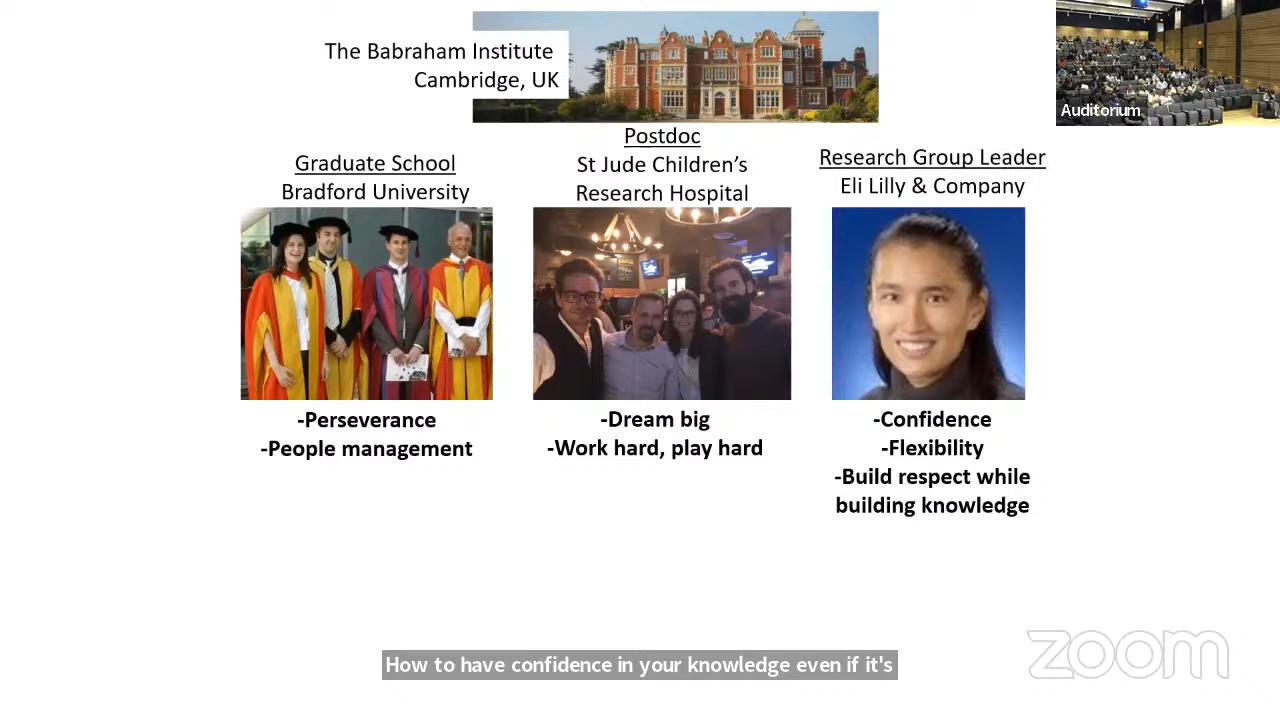 The Babraham Institute
Cambridge, UK
Auditorium
Graduate School
Bradford University
Postdoc
St Jude Children's
Research Hospital
Research Group Leader
Eli Lilly & Company
-Perseverance
-People management
-Dream big
-Work hard, play hard
-Confidence
-Flexibility
-Build respect while
building knowledge
How to have confidence in your knowledge even if it's
zoom